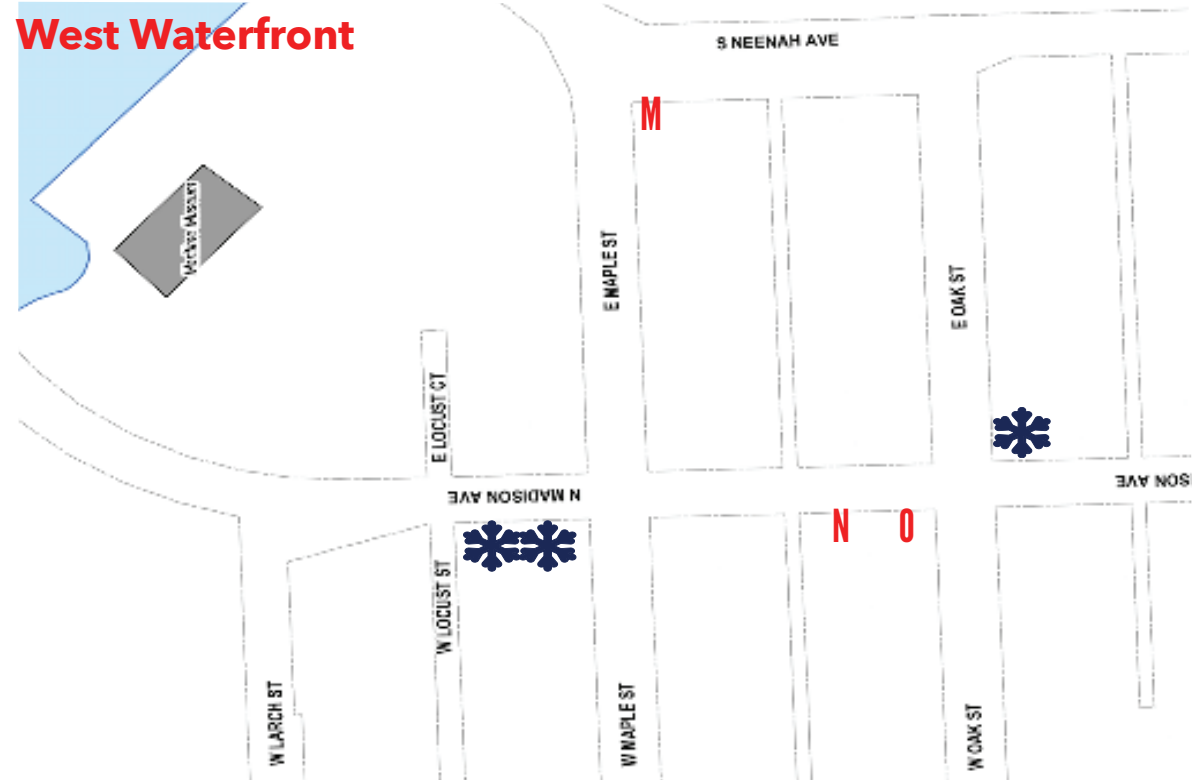 West Waterfront
S NEENAH AVE
M
E MAPLE ST
E OAK ST
E LOCUST CT
N MADISON AVE
SON AVE
N
O
W LOCUST ST
W LARCH ST
W MAPLE ST
W OAK ST